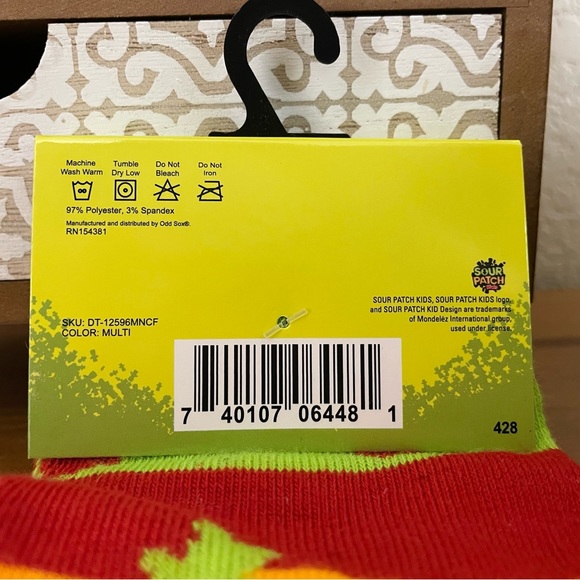 Machine
Wash Warm
Tumble
Dry Low
Do Not
Bleach
Do Not
Iron
97% Polyester, 3% Spandex
Manufactured and distributed by Odd Sox®.
RN154381
SOUR
PATCH
Kids
SOUR PATCH KIDS, SOUR PATCH KIDS logo,
and SOUR PATCH KID Design are trademarks
of Mondelēz International group,
used under license.
SKU: DT-12596MNCF
COLOR: MULTI
7 40107 06448 1
428